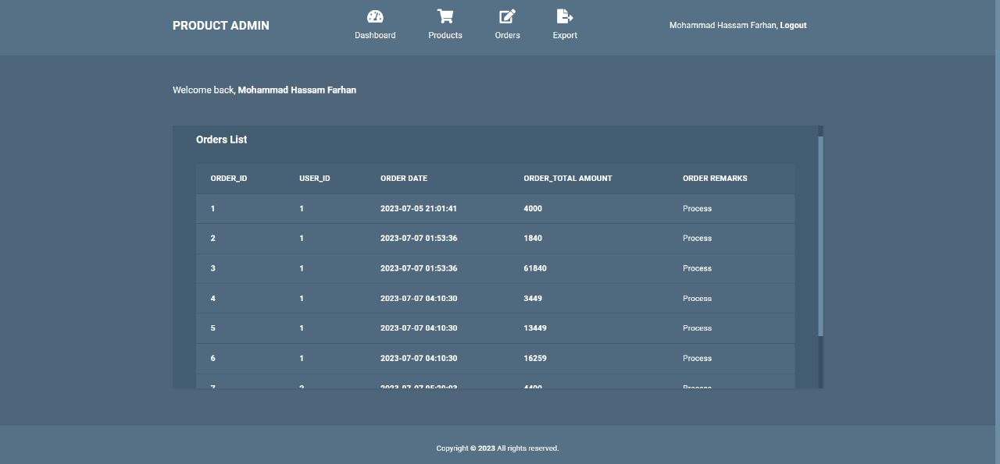 PRODUCT ADMIN
Dashboard
Products
Orders
Export
Mohammad Hassam Farhan, Logout
Welcome back, Mohammad Hassam Farhan
Orders List
ORDER_ID USER_ID ORDER DATE ORDER_TOTAL AMOUNT ORDER REMARKS
1 1 2023-07-05 21:01:41 4000 Process
2 1 2023-07-07 01:53:36 1840 Process
3 1 2023-07-07 01:53:36 61840 Process
4 1 2023-07-07 04:10:30 3449 Process
5 1 2023-07-07 04:10:30 13449 Process
6 1 2023-07-07 04:10:30 16259 Process
7 2 4400 Process
Copyright © 2023 All rights reserved.